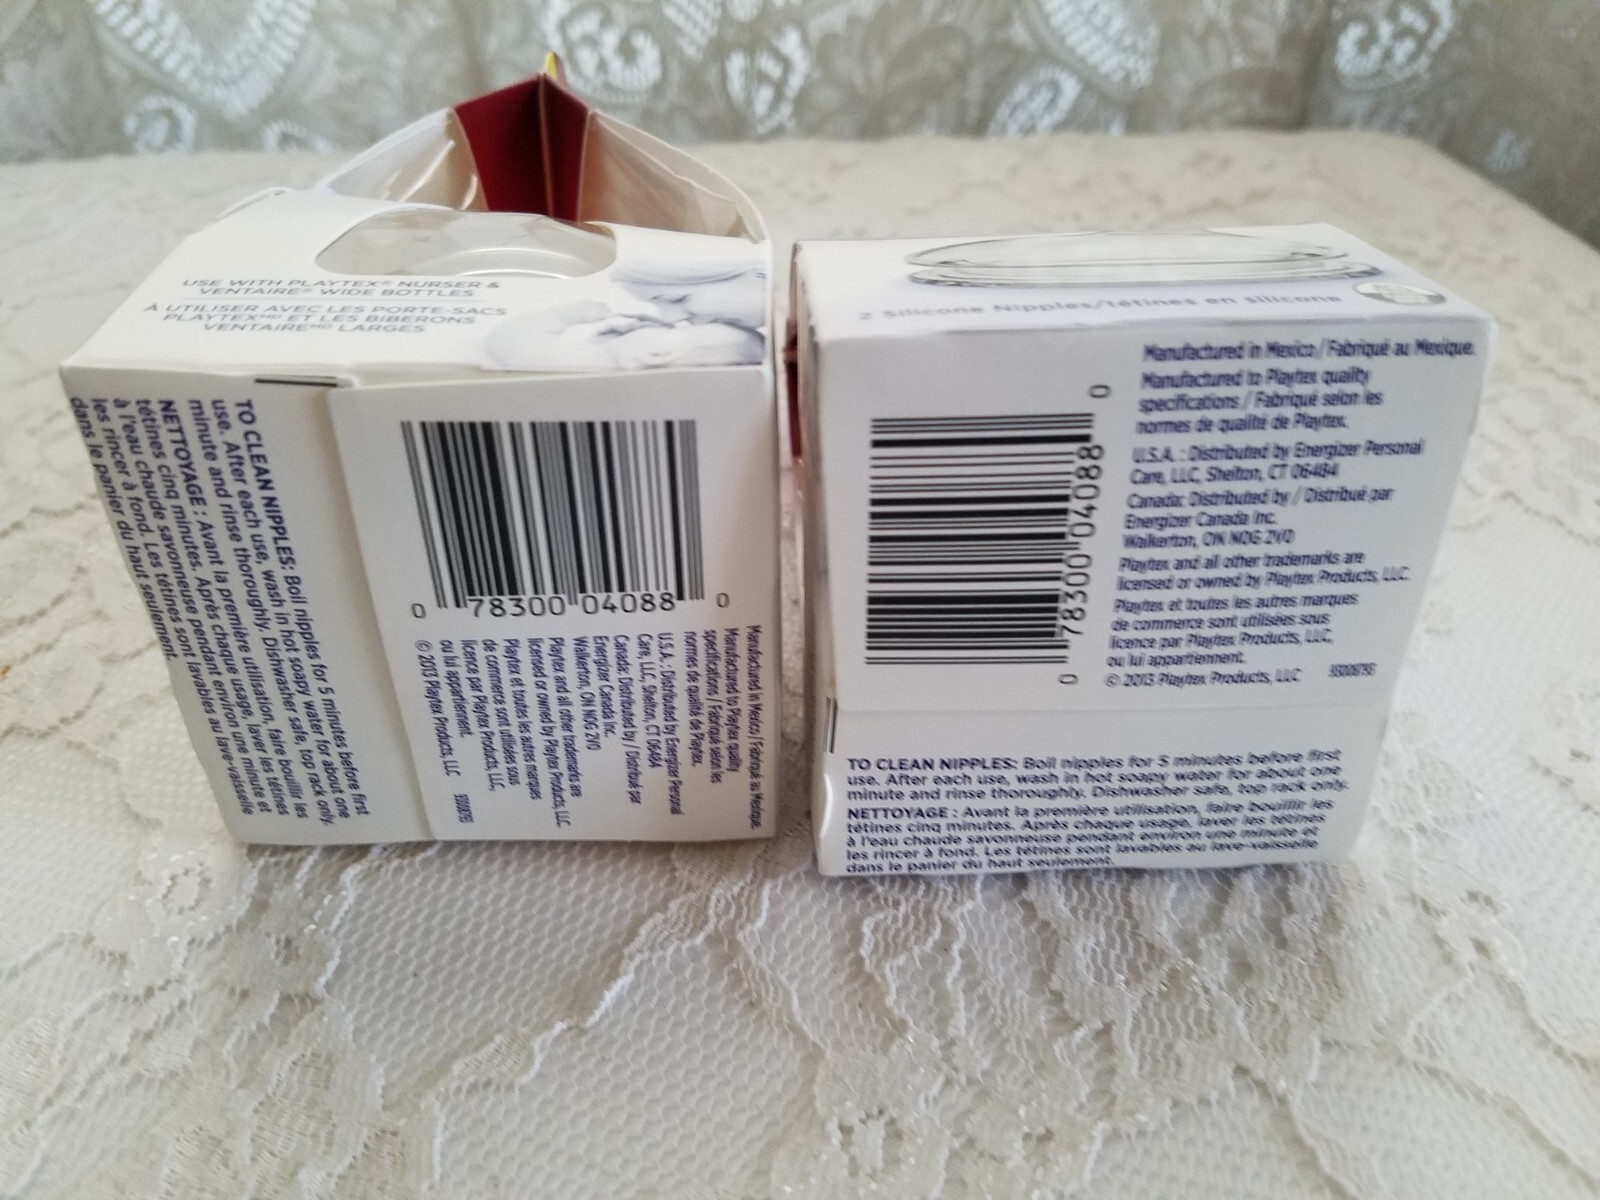 USE WITH PLAYTEX® NURSER &
VENTAIRE® WIDE BOTTLES
À UTILISER AVEC LES PORTE-SACS
PLAYTEXMD ET LES BIBERONS
VENTAIREMD LARGES
TO CLEAN NIPPLES: Boil nipples for 5 minutes before first
use. After each use, wash in hot soapy water for about one
minute and rinse thoroughly. Dishwasher safe, top rack only.
NETTOYAGE : Avant la première utilisation, faire bouillir les
tétines cinq minutes. Après chaque usage, laver les tétines
à l'eau chaude savonneuse pendant environ une minute et
les rincer à fond. Les tétines sont lavables au lave-vaisselle
dans le panier du haut seulement.
0 78300 04088 0
Manufactured in Mexico / Fabriqué au Mexique.
Manufactured to Playtex quality
specifications / Fabriqué selon les
normes de qualité de Playtex.
U.S.A. : Distributed by Energizer Personal
Care, LLC, Shelton, CT 06484
Canada: Distributed by / Distribué par
Energizer Canada Inc.
Walkerton, ON N0G 2V0
Playtex and all other trademarks are
licensed or owned by Playtex Products, LLC.
Playtex et toutes les autres marques
de commerce sont utilisées sous
licence par Playtex Products, LLC,
ou lui appartiennent.
© 2013 Playtex Products, LLC
2 Silicone Nipples/tétines en silicone
0 78300 04088 0
Manufactured in Mexico / Fabriqué au Mexique.
Manufactured to Playtex quality
specifications / Fabriqué selon les
normes de qualité de Playtex.
U.S.A. : Distributed by Energizer Personal
Care, LLC, Shelton, CT 06484
Canada: Distributed by / Distribué par
Energizer Canada Inc.
Walkerton, ON N0G 2V0
Playtex and all other trademarks are
licensed or owned by Playtex Products, LLC.
Playtex et toutes les autres marques
de commerce sont utilisées sous
licence par Playtex Products, LLC,
ou lui appartiennent.
© 2013 Playtex Products, LLC
TO CLEAN NIPPLES: Boil nipples for 5 minutes before first
use. After each use, wash in hot soapy water for about one
minute and rinse thoroughly. Dishwasher safe, top rack only.
NETTOYAGE : Avant la première utilisation, faire bouillir les
tétines cinq minutes. Après chaque usage, laver les tétines
à l'eau chaude savonneuse pendant environ une minute et
les rincer à fond. Les tétines sont lavables au lave-vaisselle
dans le panier du haut seulement.